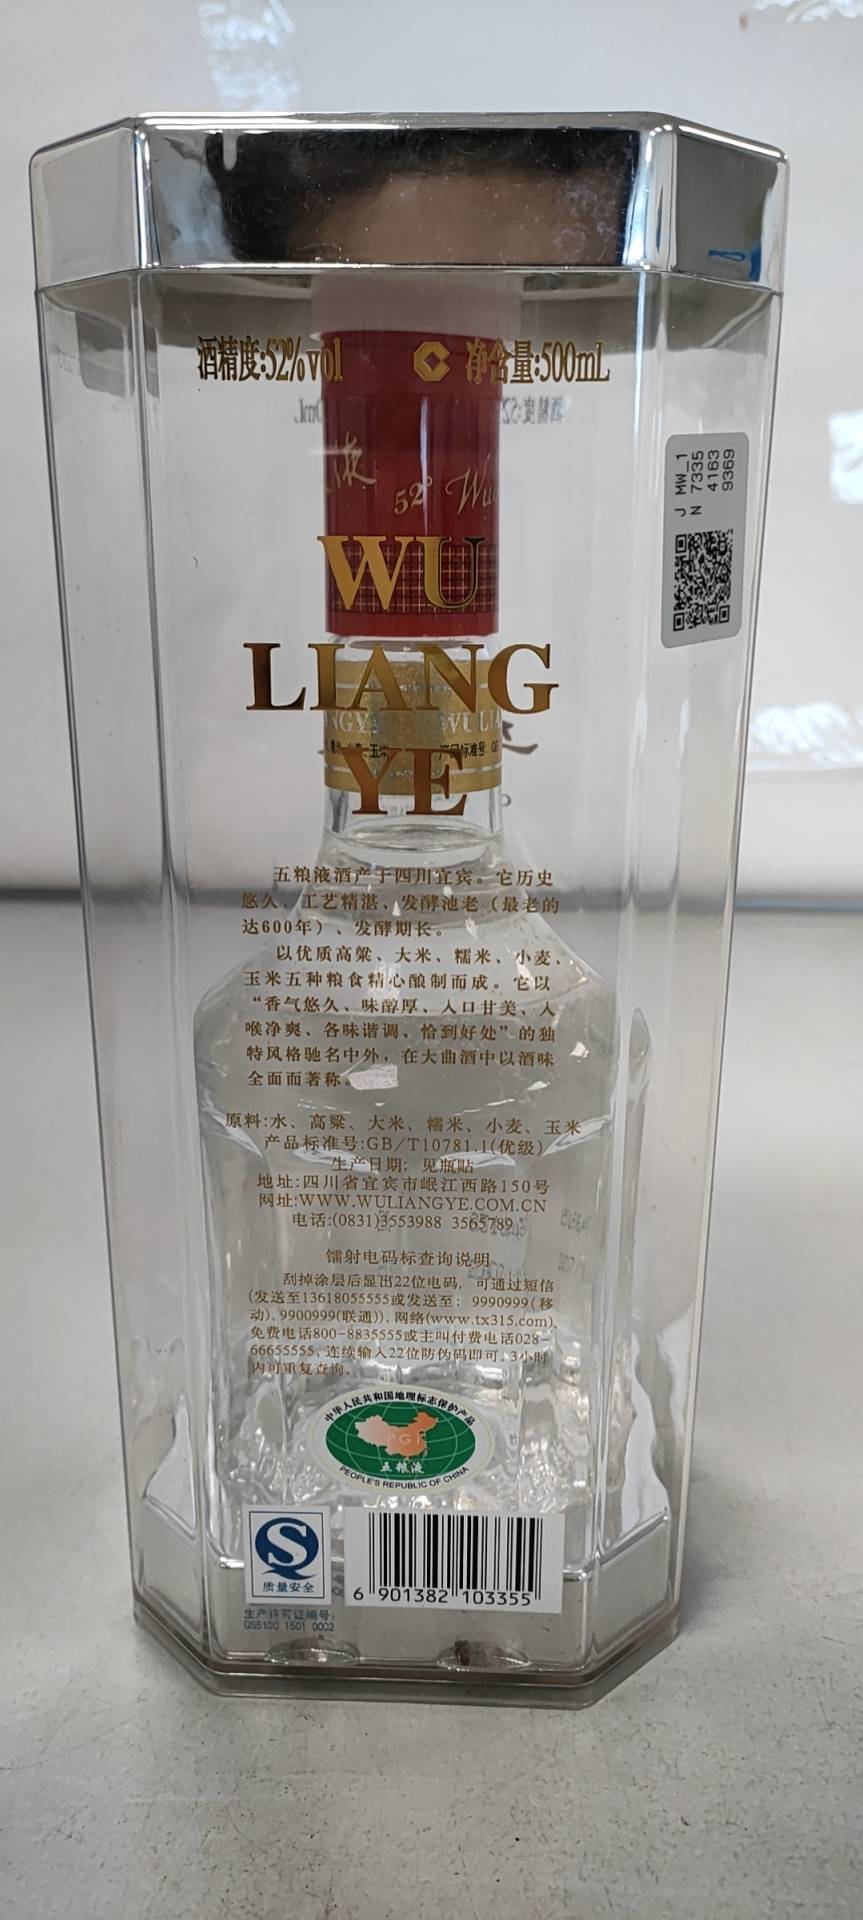 酒精度:52%vol 净含量:500mL
液
52° Wu
MW_1
J 7335
N 4163
9369
WU
LIANG
YE
五粮液酒产于四川宜宾。它历史
悠久、工艺精湛、发酵池老（最老的
达600年）、发酵期长。
以优质高粱、大米、糯米、小麦、
玉米五种粮食精心酿制而成。它以
“香气悠久、味醇厚、入口甘美、入
喉净爽、各味谐调、恰到好处”的独
特风格驰名中外，在大曲酒中以酒味
全面而著称。
原料:水、高粱、大米、糯米、小麦、玉米
产品标准号:GB/T10781.1(优级)
生产日期: 见瓶贴
地址:四川省宜宾市岷江西路150号
网址:WWW.WULIANGYE.COM.CN
电话:(0831)3553988 3565789
镭射电码标查询说明
刮掉涂层后显出22位电码, 可通过短信
(发送至13618055555或发送至: 9990999(移
动)、9900999(联通))、网络(www.tx315.com)、
免费电话800-8835555或主叫付费电话028-
66655555, 连续输入22位防伪码即可, 3小时
内可重复查询。
中华人民共和国地理标志保护产品
PGI
五粮液
PEOPLE'S REPUBLIC OF CHINA
质量安全
生产许可证编号:
QS5100 1501 0002
6 901382 103355